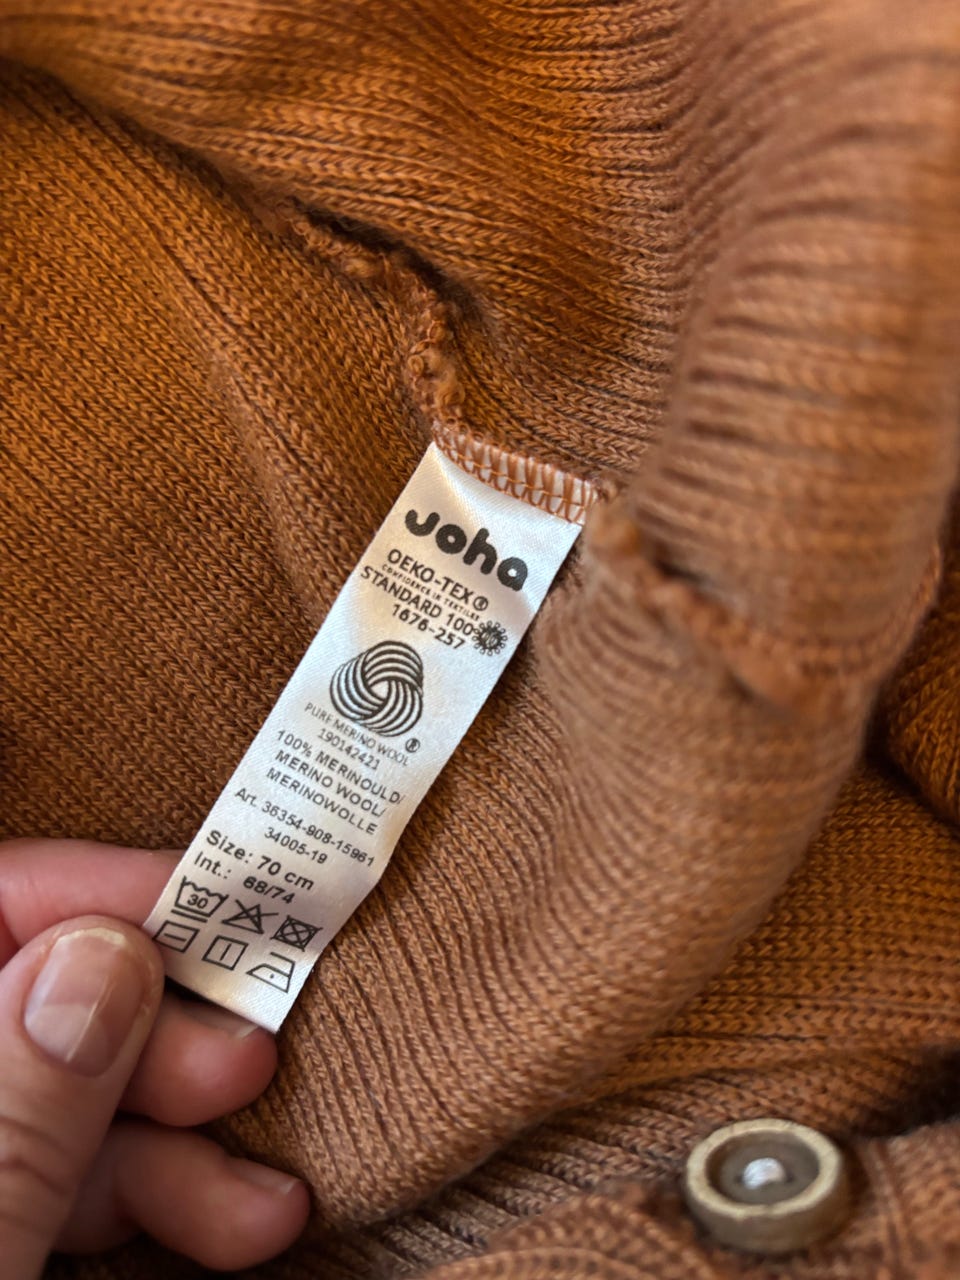 Joha
OEKO-TEX®
CONFIDENCE IN TEXTILES
STANDARD 100
1676-257
PURE MERINO WOOL
®
190142421
100% MERINOULD/
MERINO WOOL/
MERINOWOLLE
Art. 36354-908-15961
34005-19
Size: 70 cm
Int.: 68/74
30